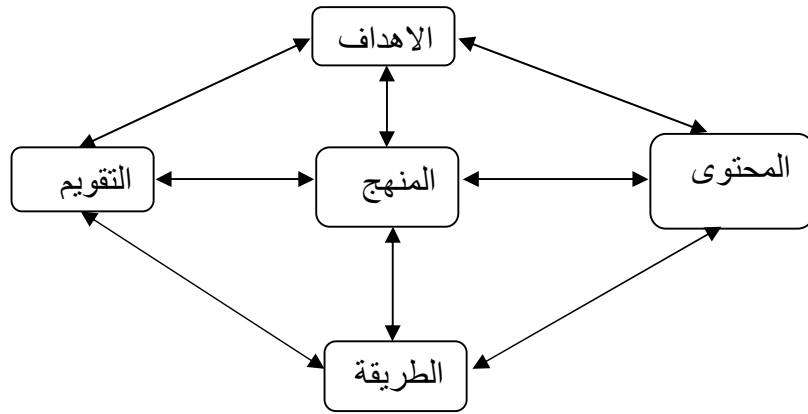 الاهداف
المحتوى
المنهج
التقويم
الطريقة